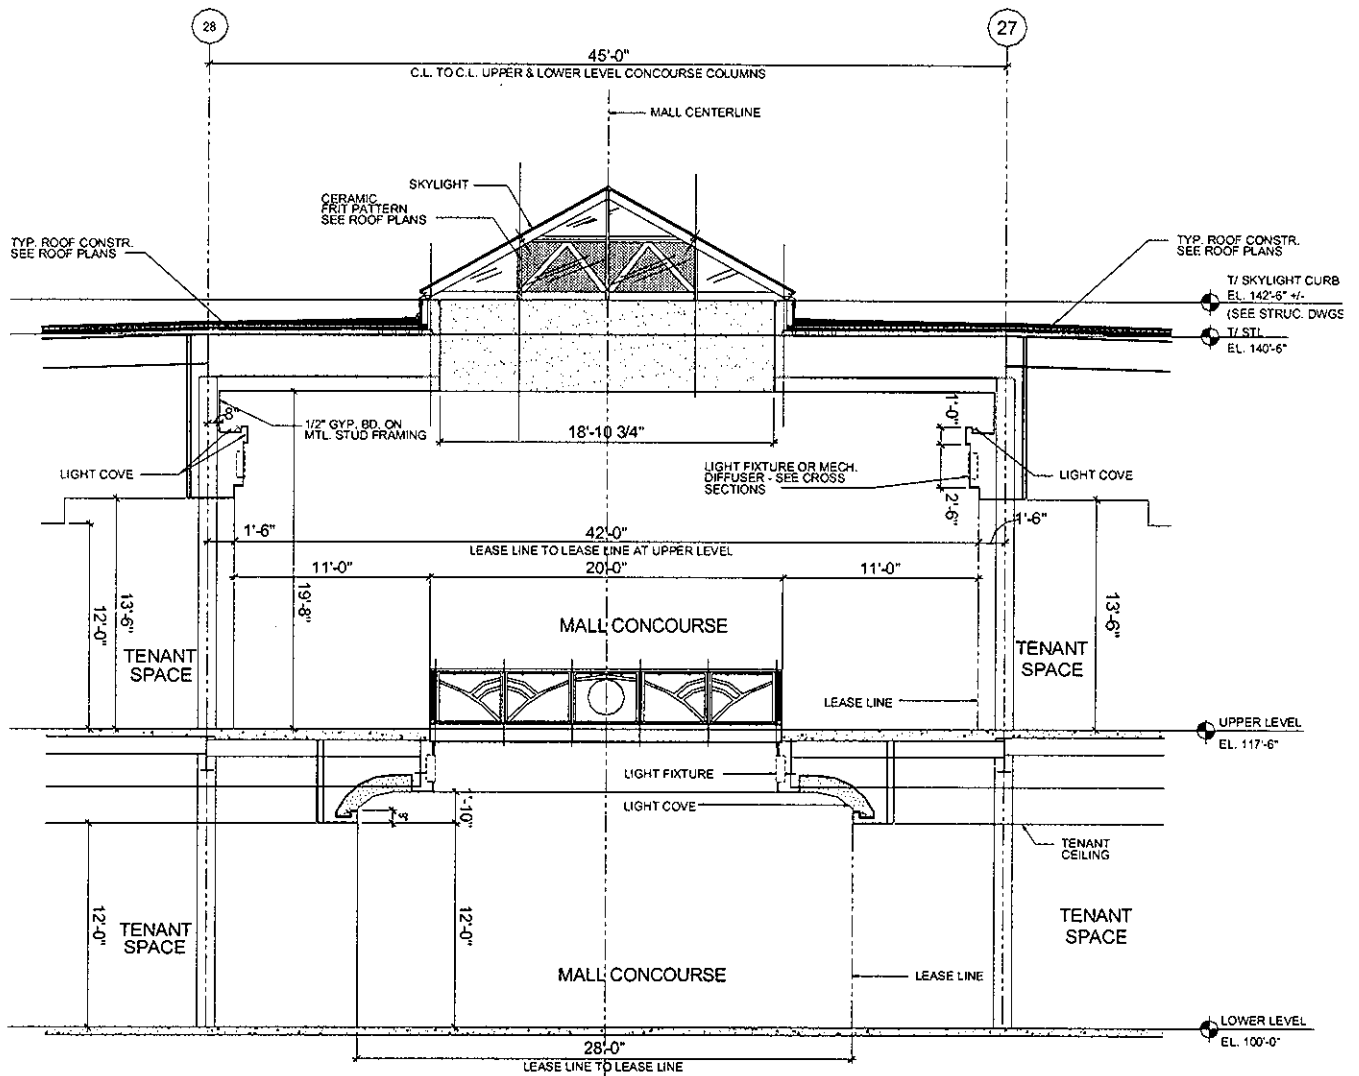 28
27
45'-0"
C.L. TO C.L. UPPER & LOWER LEVEL CONCOURSE COLUMNS
MALL CENTERLINE
SKYLIGHT
CERAMIC
FRIT PATTERN
SEE ROOF PLANS
TYP. ROOF CONSTR.
SEE ROOF PLANS
TYP. ROOF CONSTR.
SEE ROOF PLANS
T/ SKYLIGHT CURB
EL. 142'-6" +/-
(SEE STRUC. DWGS
T/ STL
EL. 140'-6"
8"
1/2" GYP. BD. ON
MTL. STUD FRAMING
18'-10 3/4"
1'-0"
LIGHT COVE
LIGHT FIXTURE OR MECH.
DIFFUSER - SEE CROSS
SECTIONS
LIGHT COVE
2'-6"
1'-6"
42'-0"
1'-6"
LEASE LINE TO LEASE LINE AT UPPER LEVEL
11'-0"
20'-0"
11'-0"
12'-0"
13'-6"
19'-8"
13'-6"
MALL CONCOURSE
TENANT
SPACE
TENANT
SPACE
LEASE LINE
UPPER LEVEL
EL. 117'-6"
LIGHT FIXTURE
LIGHT COVE
1'-10"
8"
TENANT
CEILING
12'-0"
TENANT
SPACE
12'-0"
TENANT
SPACE
MALL CONCOURSE
LEASE LINE
LOWER LEVEL
EL. 100'-0"
28'-0"
LEASE LINE TO LEASE LINE